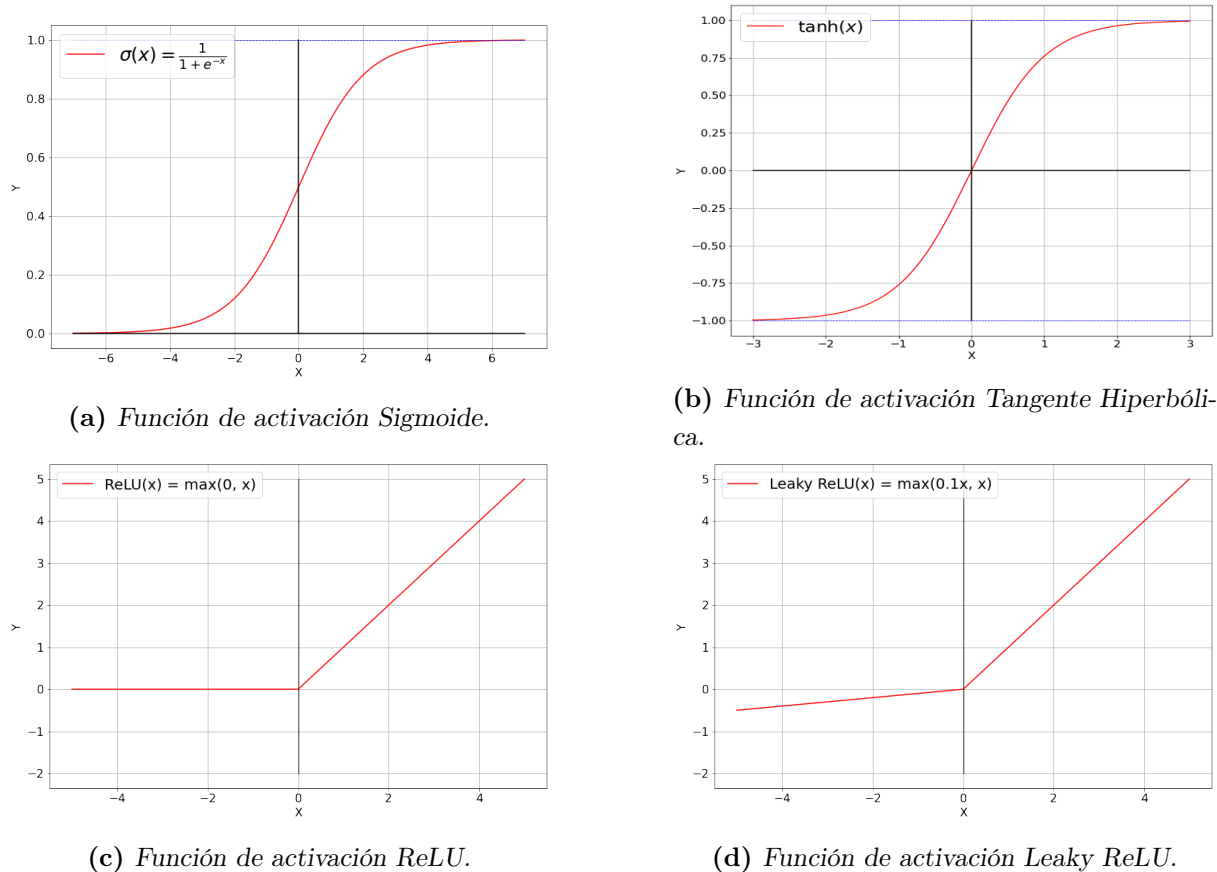 1.0
0.8
0.6
0.4
0.2
0.0
Y
σ(x) = 1/(1 + e^{-x})
−6 −4 −2 0 2 4 6
X
(a) Función de activación Sigmoide.
1.00
0.75
0.50
0.25
0.00
−0.25
−0.50
−0.75
−1.00
Y
tanh(x)
−3 −2 −1 0 1 2 3
X
(b) Función de activación Tangente Hiperbóli-
ca.
5
4
3
2
1
0
−1
−2
Y
ReLU(x) = max(0, x)
−4 −2 0 2 4
X
(c) Función de activación ReLU.
5
4
3
2
1
0
−1
−2
Y
Leaky ReLU(x) = max(0.1x, x)
−4 −2 0 2 4
X
(d) Función de activación Leaky ReLU.